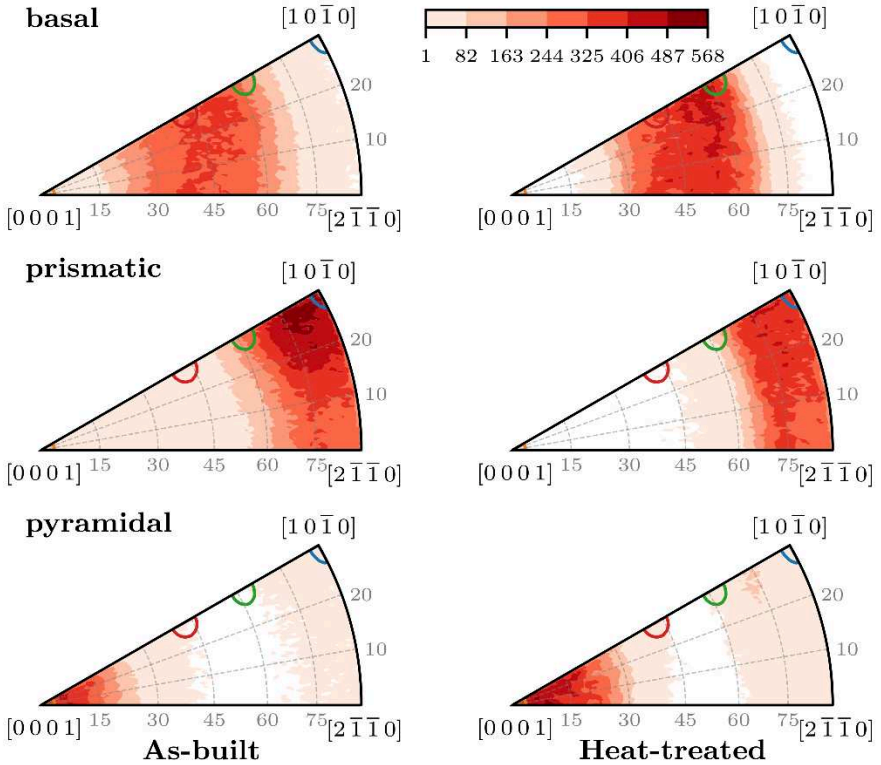 basal
[1 0 1̅ 0] [1 0 1̅ 0]
1 82 163 244 325 406 487 568
20 20
10 10
[0 0 0 1] 15 30 45 60 75 [2 1̅ 1̅ 0] [0 0 0 1] 15 30 45 60 75 [2 1̅ 1̅ 0]
prismatic
[1 0 1̅ 0] [1 0 1̅ 0]
20 20
10 10
[0 0 0 1] 15 30 45 60 75 [2 1̅ 1̅ 0] [0 0 0 1] 15 30 45 60 75 [2 1̅ 1̅ 0]
pyramidal
[1 0 1̅ 0] [1 0 1̅ 0]
20 20
10 10
[0 0 0 1] 15 30 45 60 75 [2 1̅ 1̅ 0] [0 0 0 1] 15 30 45 60 75 [2 1̅ 1̅ 0]
As-built Heat-treated